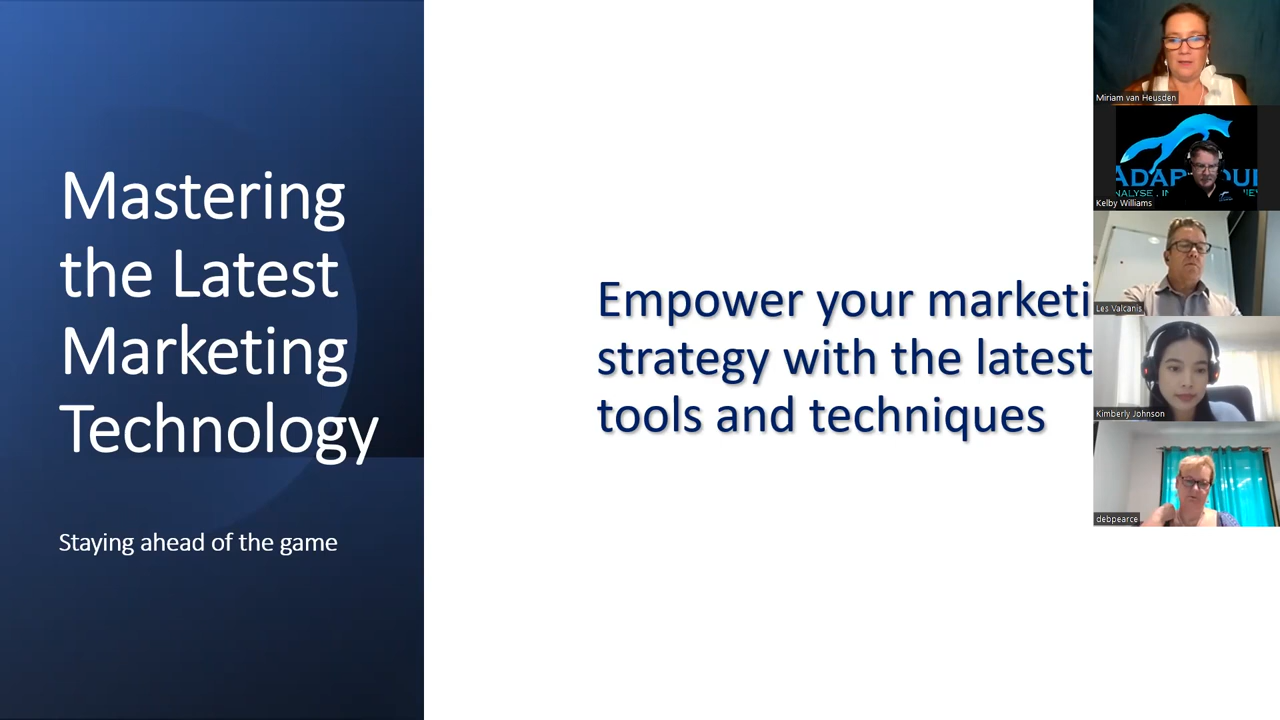 Mastering
the Latest
Marketing
Technology
Staying ahead of the game
Empower your marketi
strategy with the latest
tools and techniques
Miriam van Heusden
Kelby Williams
Les Valcanis
Kimberly Johnson
debpearce